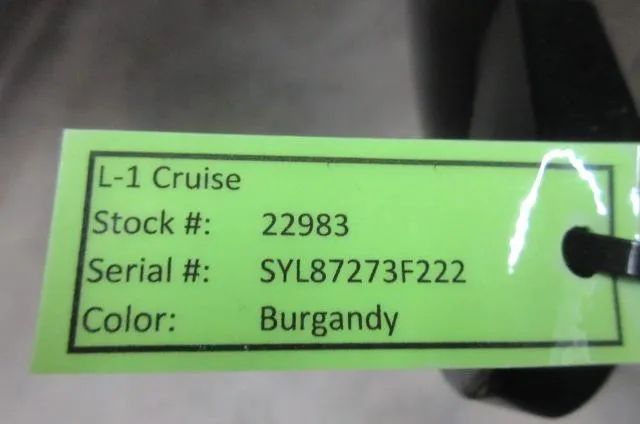 L-1 Cruise
Stock #: 22983
Serial #: SYL87273F222
Color: Burgandy